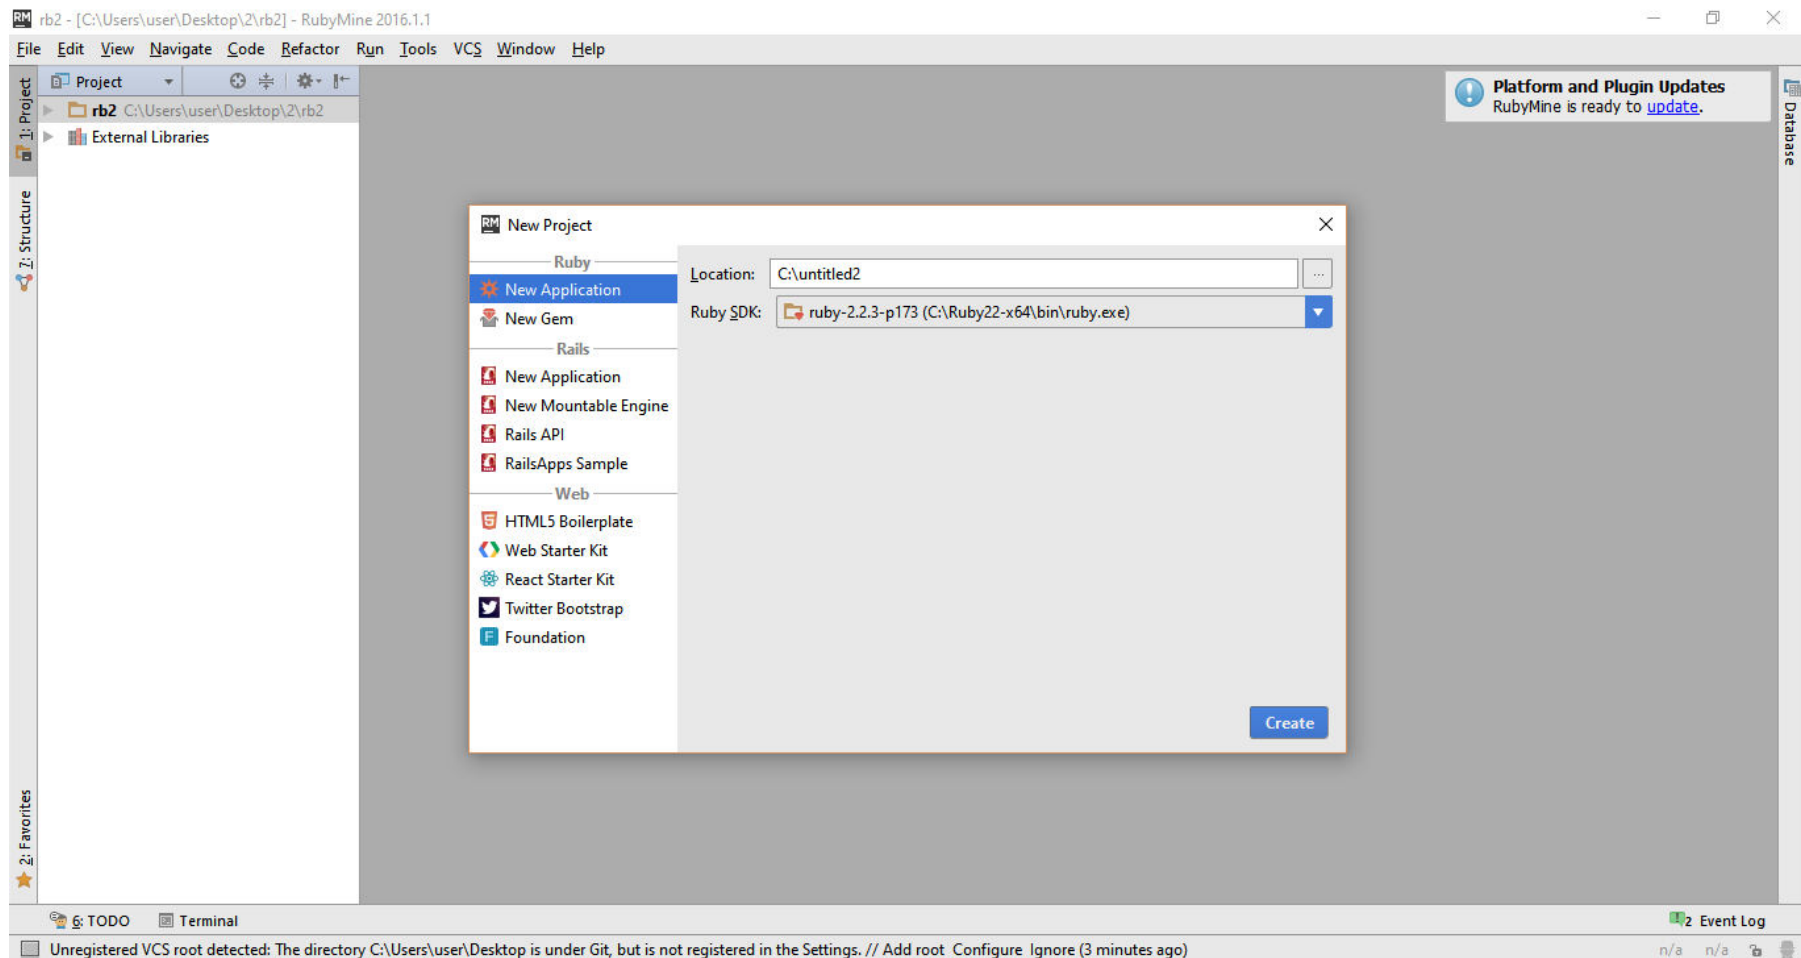 RM rb2 - [C:\Users\user\Desktop\2\rb2] - RubyMine 2016.1.1
File Edit View Navigate Code Refactor Run Tools VCS Window Help
Project
rb2 C:\Users\user\Desktop\2\rb2
External Libraries
1: Project
7: Structure
2: Favorites
Platform and Plugin Updates
RubyMine is ready to update.
Database
RM New Project
Ruby
New Application
New Gem
Rails
New Application
New Mountable Engine
Rails API
RailsApps Sample
Web
HTML5 Boilerplate
Web Starter Kit
React Starter Kit
Twitter Bootstrap
F Foundation
Location: C:\untitled2 ...
Ruby SDK: ruby-2.2.3-p173 (C:\Ruby22-x64\bin\ruby.exe)
Create
6: TODO Terminal
2 Event Log
Unregistered VCS root detected: The directory C:\Users\user\Desktop is under Git, but is not registered in the Settings. // Add root Configure Ignore (3 minutes ago)
n/a n/a